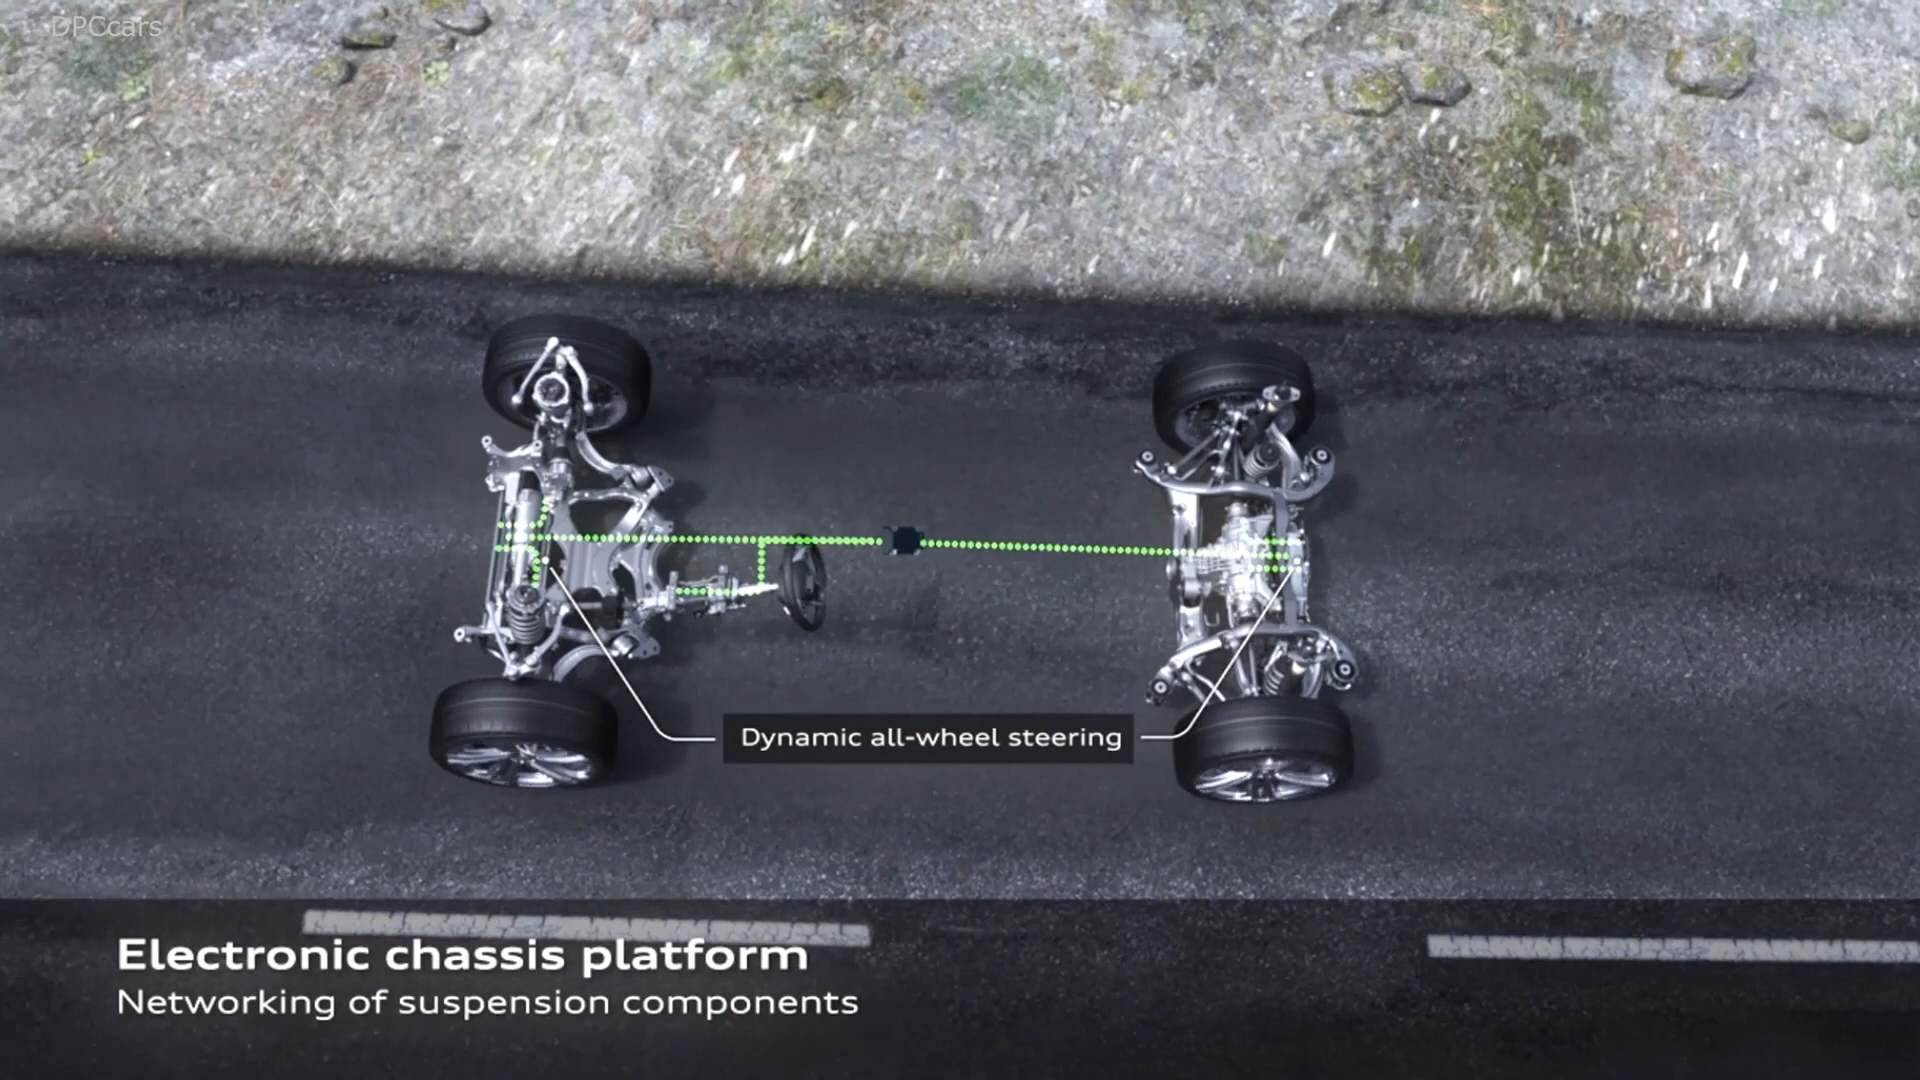 DPCcars
Dynamic all-wheel steering
Electronic chassis platform
Networking of suspension components